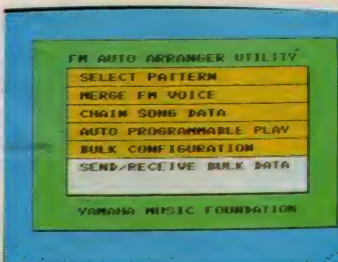 FM AUTO ARRANGER UTILITY
SELECT PATTERN
MERGE FM VOICE
CHAIN SONG DATA
AUTO PROGRAMMABLE PLAY
BULK CONFIGURATION
SEND/RECEIVE BULK DATA
YAMAHA MUSIC FOUNDATION